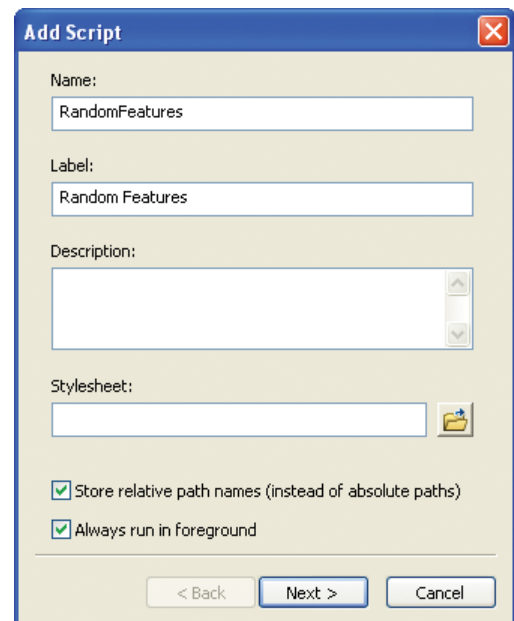 Add Script
Name:
RandomFeatures
Label:
Random Features
Description:
Stylesheet:
Store relative path names (instead of absolute paths)
Always run in foreground
< Back Next > Cancel